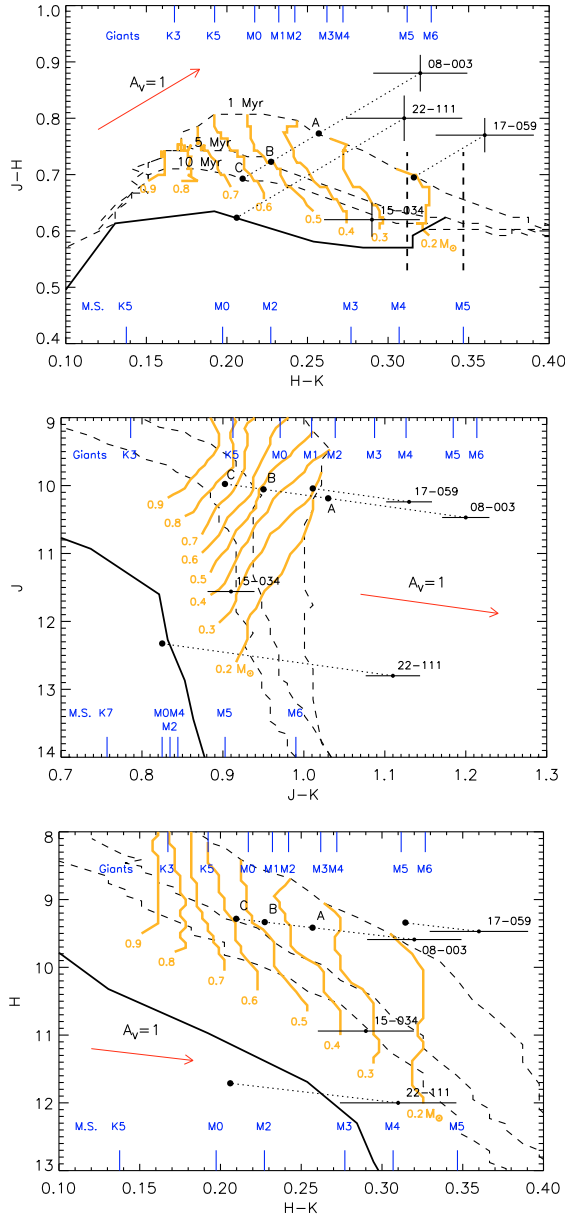 Giants K3 K5 M0 M1 M2 M3 M4 M5 M6
1.0
0.9
0.8
0.7
0.6
0.5
0.4
J-H
A_V=1
08-003
22-111
17-059
15-034
1 Myr
5 Myr
10 Myr
A
B
C
0.9 0.8 0.7 0.6 0.5 0.4 0.3 0.2 M☉
M.S. K5 M0 M2 M3 M4 M5
0.10 0.15 0.20 0.25 0.30 0.35 0.40
H-K
9
10
11
12
13
14
J
Giants K3 K5 M0 M1 M2 M3 M4 M5 M6
C B A
17-059
08-003
15-034
22-111
0.9
0.8
0.7
0.6
0.5
0.4
0.3
0.2 M☉
A_V=1
M.S. K7 M0 M4 M5 M6
M2
0.7 0.8 0.9 1.0 1.1 1.2 1.3
J-K
8
9
10
11
12
13
H
Giants K3 K5 M0 M1 M2 M3 M4 M5 M6
C B A
17-059
08-003
15-034
22-111
0.9
0.8
0.7
0.6
0.5
0.4
0.3
0.2 M☉
A_V=1
M.S. K5 M0 M2 M3 M4 M5
0.10 0.15 0.20 0.25 0.30 0.35 0.40
H-K